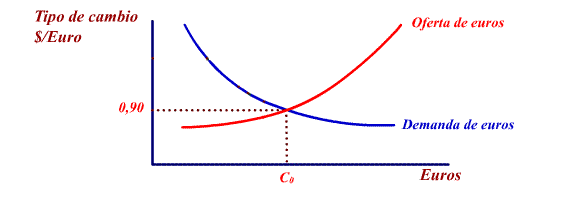 Tipo de cambio
$/Euro
Oferta de euros
0,90
Demanda de euros
C0
Euros